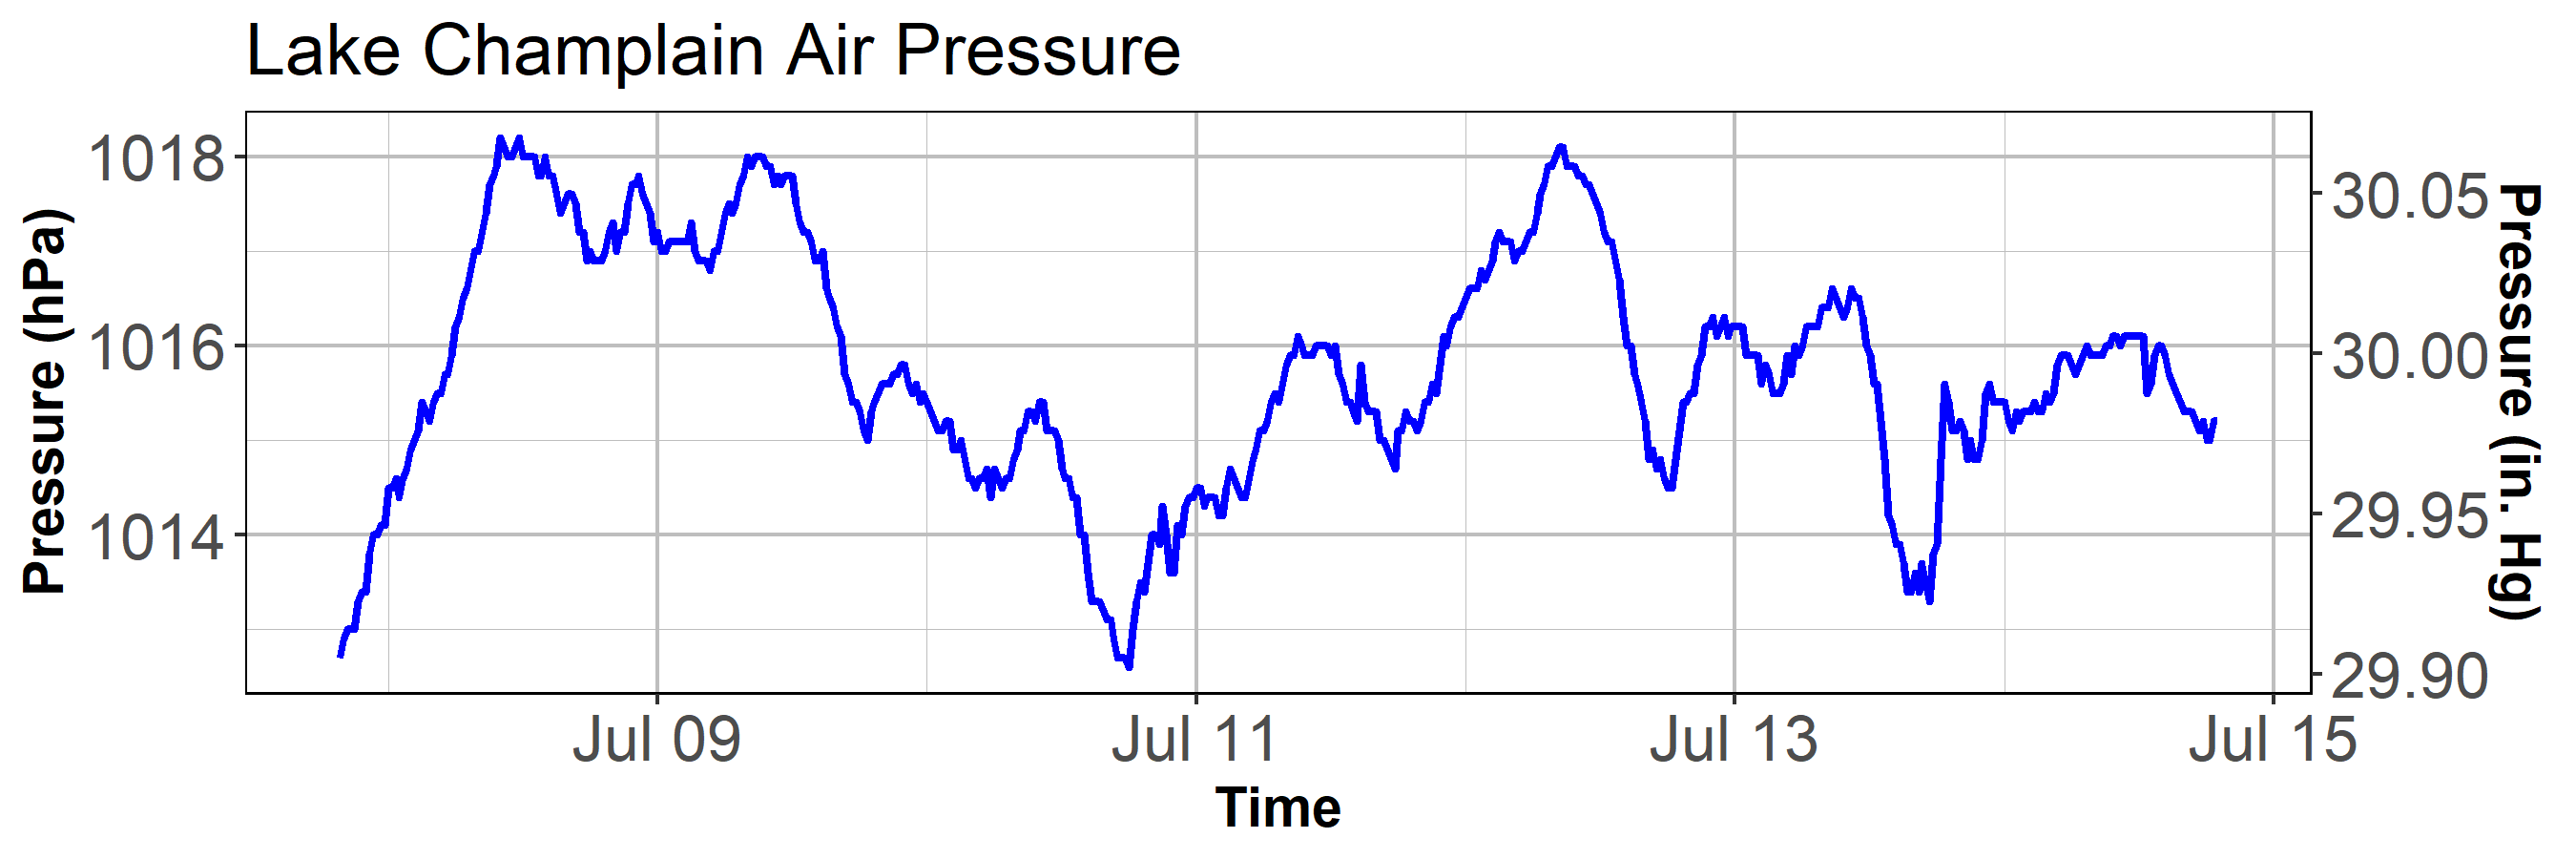 Lake Champlain Air Pressure
Pressure (hPa)
1018
1016
1014
30.05
30.00
29.95
29.90
Pressure (in. Hg)
Jul 09 Jul 11 Jul 13 Jul 15
Time